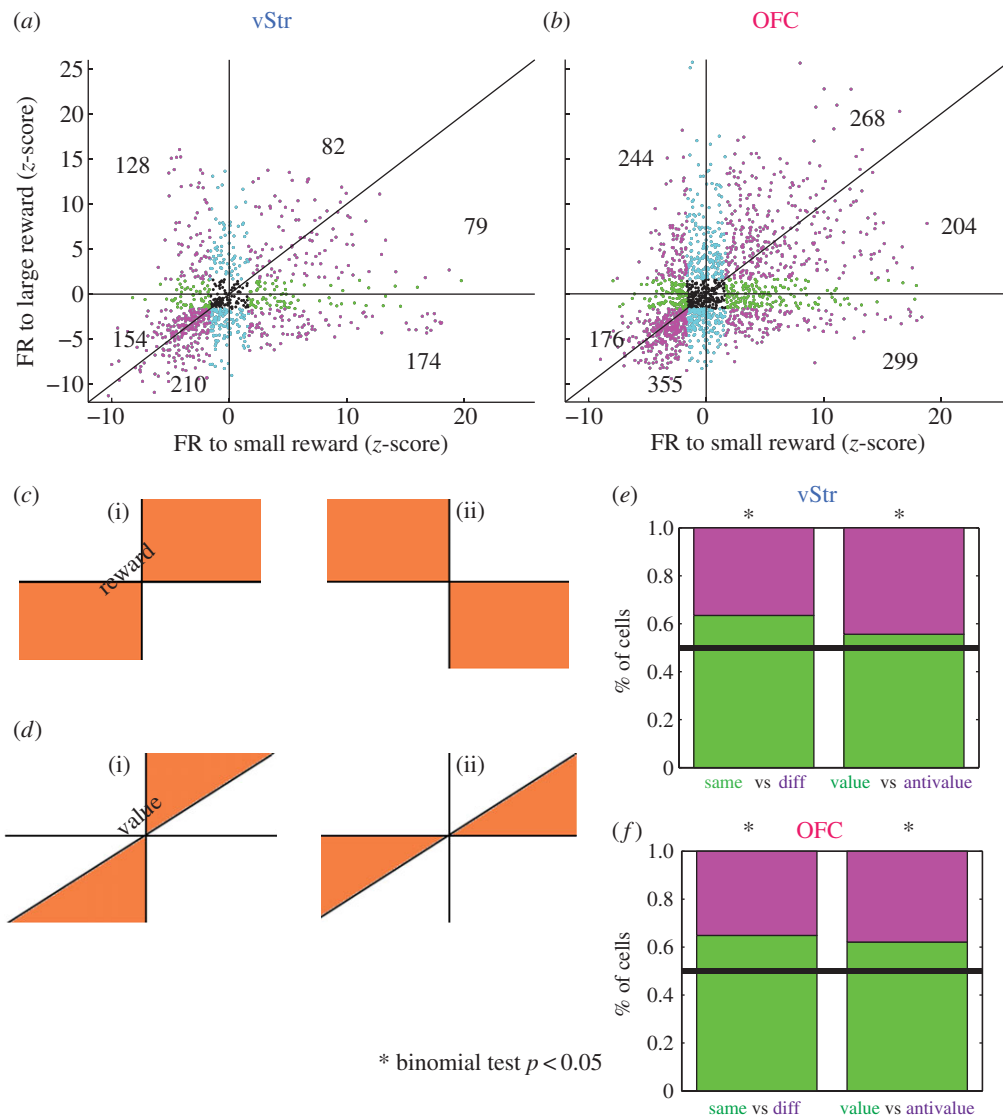 (a) vStr
FR to large reward (z-score)
25
20
15
10
5
0
−5
−10
128
82
79
154
210
174
−10 0 10 20
FR to small reward (z-score)
(b) OFC
244
268
204
176
355
299
−10 0 10 20
FR to small reward (z-score)
(c)
(i)
reward
(ii)
(d)
(i)
value
(ii)
(e) vStr
* *
% of cells
1.0
0.8
0.6
0.4
0.2
0
same vs diff value vs antivalue
(f) * OFC *
% of cells
1.0
0.8
0.6
0.4
0.2
0
same vs diff value vs antivalue
* binomial test p < 0.05